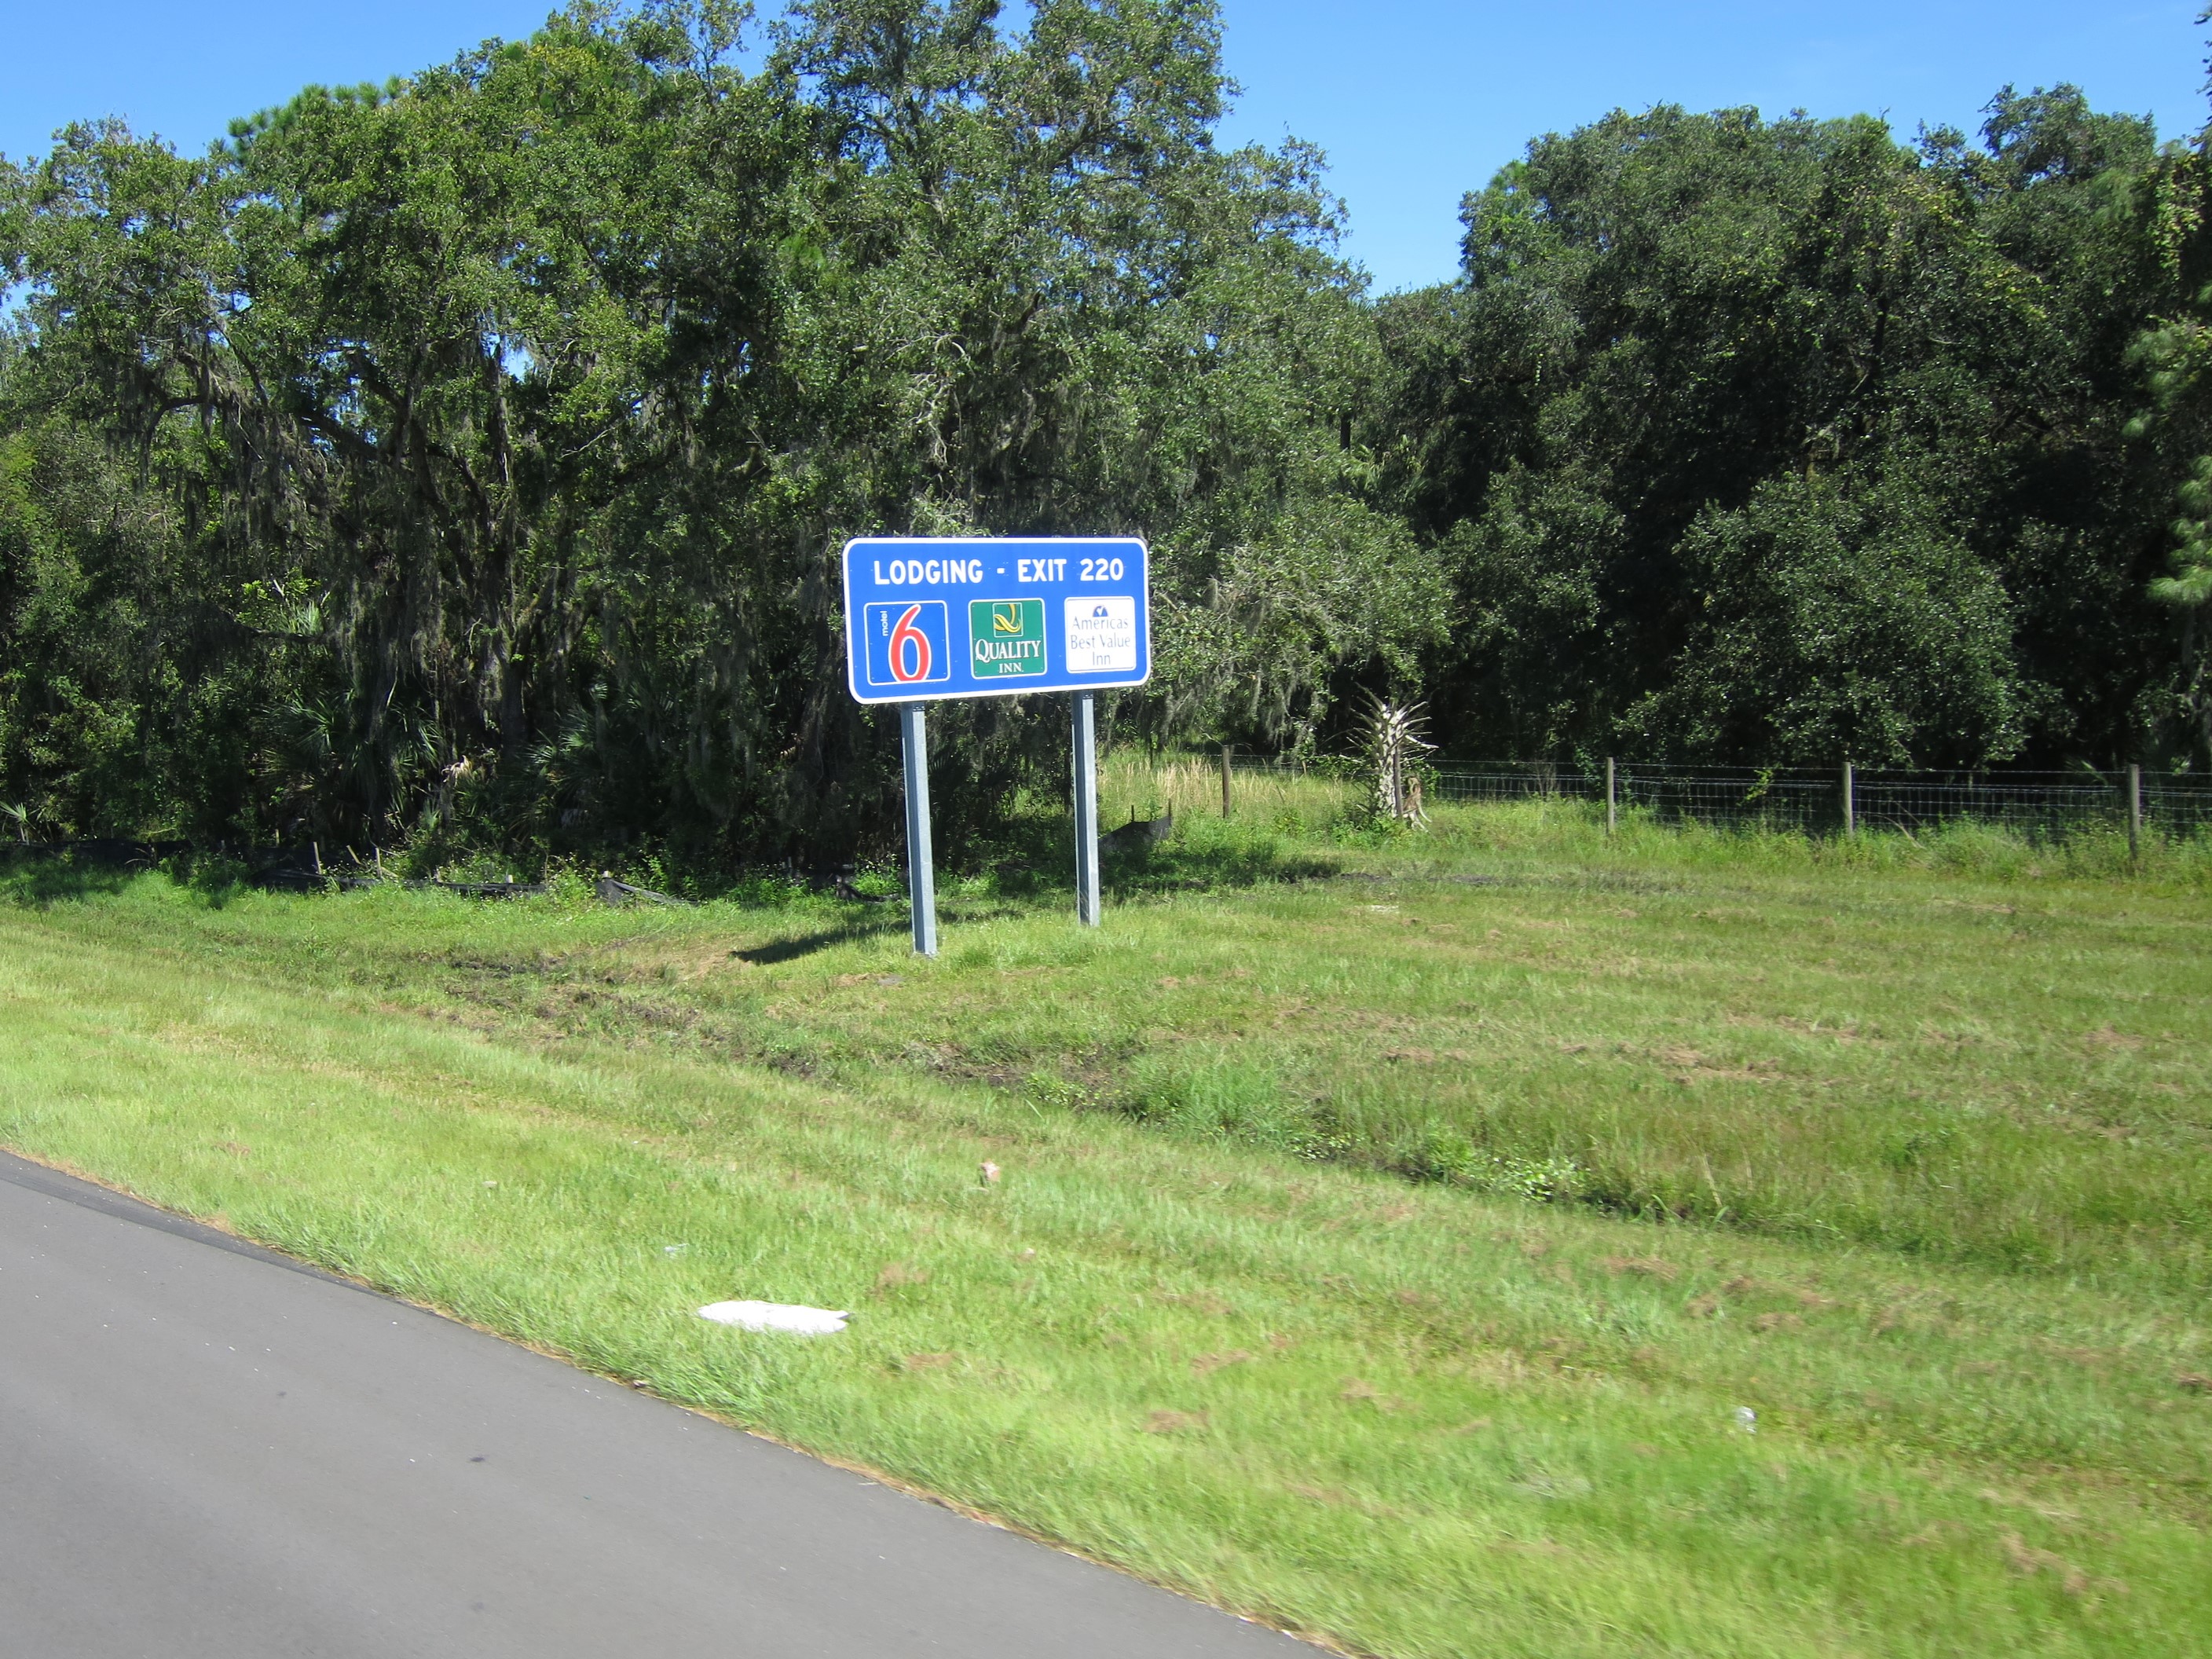 LODGING - EXIT 220
motel
6
QUALITY
INN
Americas
Best Value
Inn